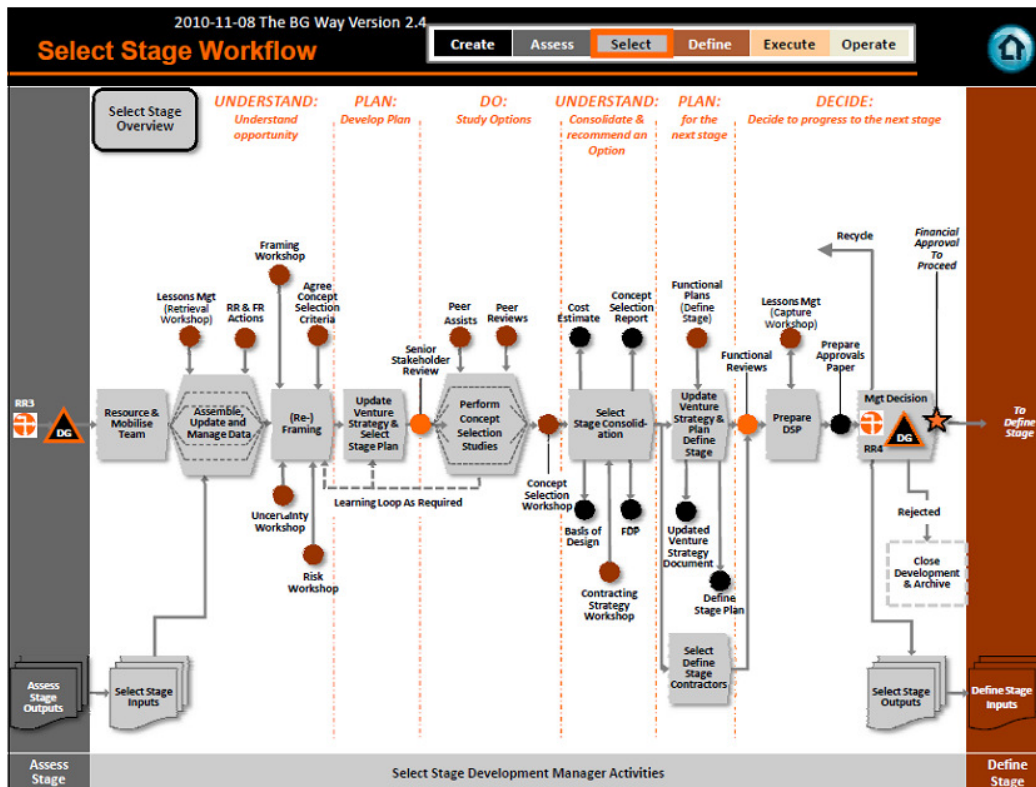 2010-11-08 The BG Way Version 2.4
Select Stage Workflow
Create
Assess
Select
Define
Execute
Operate
Select Stage
Overview
UNDERSTAND:
Understand
opportunity
PLAN:
Develop Plan
DO:
Study Options
UNDERSTAND:
Consolidate &
recommend an
Option
PLAN:
for the
next stage
DECIDE:
Decide to progress to the next stage
Recycle
Financial
Approval
To
Proceed
Framing
Workshop
Lessons Mgt
(Retrieval
Workshop)
RR & FR
Actions
Agree
Concept
Selection
Criteria
Peer
Assists
Peer
Reviews
Senior
Stakeholder
Review
Cost
Estimate
Concept
Selection
Report
Functional
Plans
(Define
Stage)
Functional
Reviews
Lessons Mgt
(Capture
Workshop)
Prepare
Approvals
Paper
RR3
DG
Resource &
Mobilise
Team
Assemble,
Update and
Manage Data
(Re-)
Framing
Update
Venture
Strategy &
Select
Stage Plan
Perform
Concept
Selection
Studies
Select
Stage Consolid-
ation
Update
Venture
Strategy &
Plan
Define
Stage
Prepare
DSP
Mgt Decision
DG
RR4
To
Define
Stage
Learning Loop As Required
Uncertainty
Workshop
Risk
Workshop
Concept
Selection
Workshop
Basis of
Design
FDP
Contracting
Strategy
Workshop
Updated
Venture
Strategy
Document
Define
Stage Plan
Rejected
Close
Development
& Archive
Select
Define
Stage
Contractors
Assess
Stage
Outputs
Select Stage
Inputs
Select Stage
Outputs
Define Stage
Inputs
Assess
Stage
Select Stage Development Manager Activities
Define
Stage